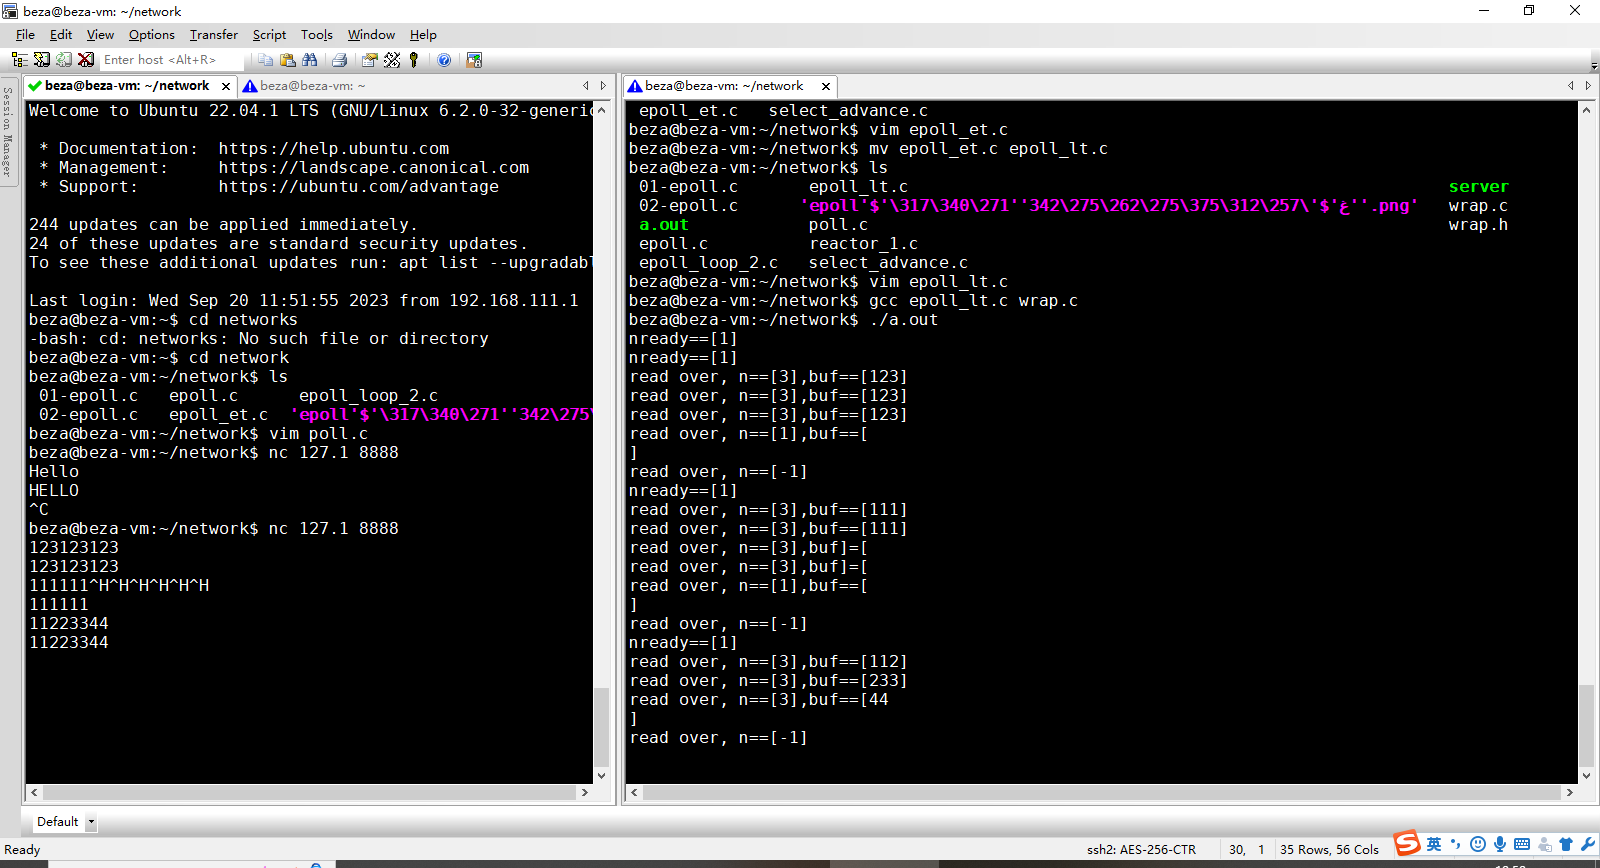 beza@beza-vm: ~/network
File Edit View Options Transfer Script Tools Window Help
Enter host <Alt+R>
Session Manager
beza@beza-vm: ~/network
beza@beza-vm: ~
Welcome to Ubuntu 22.04.1 LTS (GNU/Linux 6.2.0-32-generic
* Documentation:  https://help.ubuntu.com
* Management:     https://landscape.canonical.com
* Support:        https://ubuntu.com/advantage
244 updates can be applied immediately.
24 of these updates are standard security updates.
To see these additional updates run: apt list --upgradabl
Last login: Wed Sep 20 11:51:55 2023 from 192.168.111.1
beza@beza-vm:~$ cd networks
-bash: cd: networks: No such file or directory
beza@beza-vm:~$ cd network
beza@beza-vm:~/network$ ls
01-epoll.c   epoll.c      epoll_loop_2.c
02-epoll.c   epoll_et.c  'epoll'$'\317\340\271''342\275\
beza@beza-vm:~/network$ vim poll.c
beza@beza-vm:~/network$ nc 127.1 8888
Hello
HELLO
^C
beza@beza-vm:~/network$ nc 127.1 8888
123123123
123123123
111111^H^H^H^H^H^H
111111
11223344
11223344
beza@beza-vm: ~/network
epoll_et.c   select_advance.c
beza@beza-vm:~/network$ vim epoll_et.c
beza@beza-vm:~/network$ mv epoll_et.c epoll_lt.c
beza@beza-vm:~/network$ ls
01-epoll.c       epoll_lt.c       server
02-epoll.c      'epoll'$'\317\340\271''342\275\262\275\375\312\257\'$'غ''.png'   wrap.c
a.out            poll.c       wrap.h
epoll.c          reactor_1.c
epoll_loop_2.c   select_advance.c
beza@beza-vm:~/network$ vim epoll_lt.c
beza@beza-vm:~/network$ gcc epoll_lt.c wrap.c
beza@beza-vm:~/network$ ./a.out
nready==[1]
nready==[1]
read over, n==[3],buf==[123]
read over, n==[3],buf==[123]
read over, n==[3],buf==[123]
read over, n==[1],buf==[
]
read over, n==[-1]
nready==[1]
read over, n==[3],buf==[111]
read over, n==[3],buf==[111]
read over, n==[3],buf]=[
read over, n==[3],buf]=[
read over, n==[1],buf==[
]
read over, n==[-1]
nready==[1]
read over, n==[3],buf==[112]
read over, n==[3],buf==[233]
read over, n==[3],buf==[44
]
read over, n==[-1]
Default
Ready
ssh2: AES-256-CTR   30,   1   35 Rows, 56 Cols
英